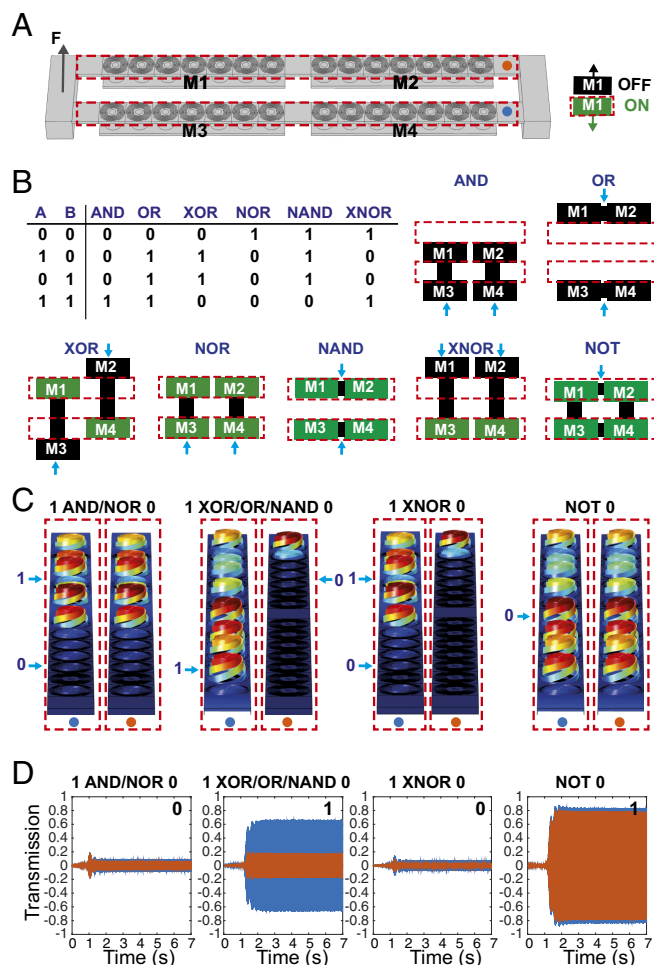 A
F
M1 M2
M3 M4
M1 OFF
M1 ON
B
A B AND OR XOR NOR NAND XNOR
0 0 0 0 0 1 1 1
1 0 0 1 1 0 1 0
0 1 0 1 1 0 1 0
1 1 1 1 0 0 0 1
AND OR
M1 M2 M1 M2
M3 M4 M3 M4
XOR NOR NAND XNOR NOT
M2 M1 M2
M1 M1 M2 M1 M2 M1 M2
M4 M3 M4 M3 M4 M3 M4 M3 M4
M3
C
1 AND/NOR 0 1 XOR/OR/NAND 0 1 XNOR 0 NOT 0
1 0 1
0
0 1 0
D
1 AND/NOR 0 1 XOR/OR/NAND 0 1 XNOR 0 NOT 0
Transmission
1 0 1 0 1
0.8
0.6
0.4
0.2
0
-0.2
-0.4
-0.6
-0.8
-1
0 1 2 3 4 5 6 7 0 1 2 3 4 5 6 7 0 1 2 3 4 5 6 7 0 1 2 3 4 5 6 7
Time (s) Time (s) Time (s) Time (s)